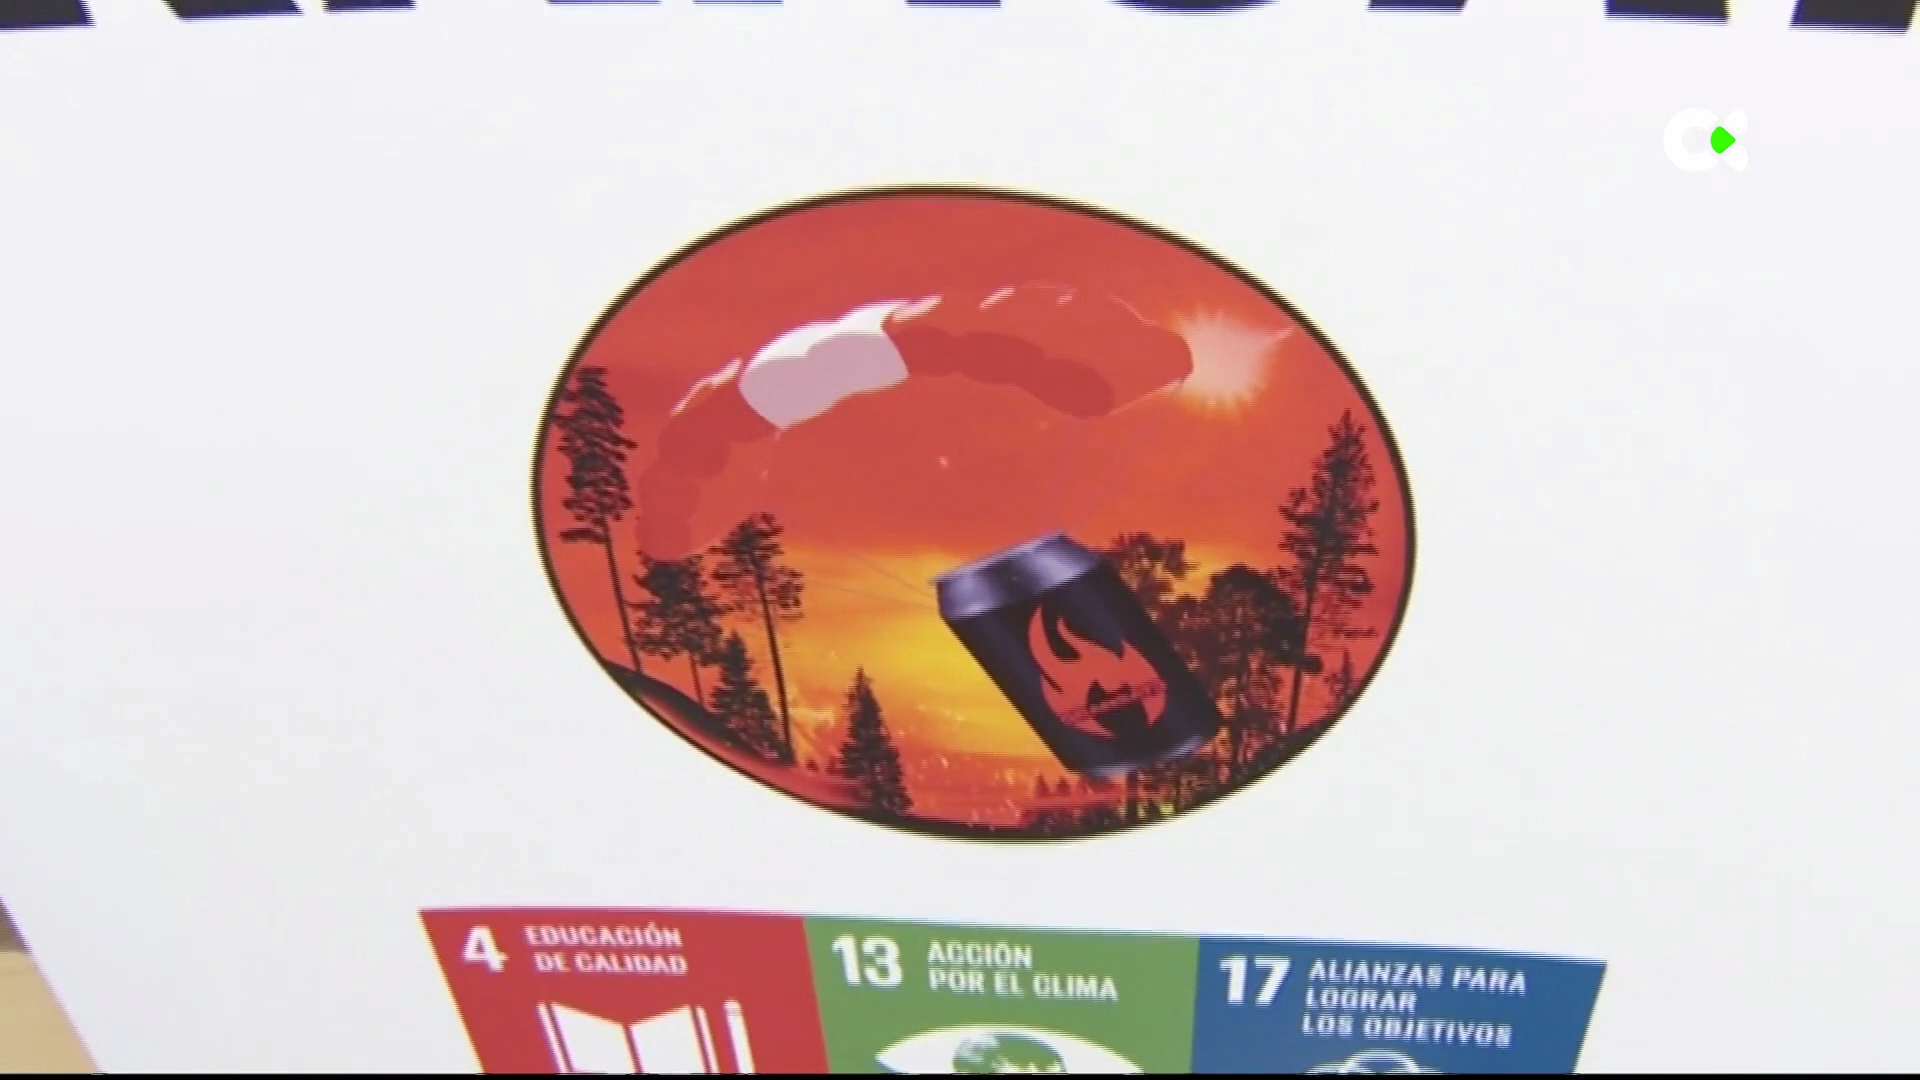 4 EDUCACIÓN
DE CALIDAD
13 ACCIÓN
POR EL CLIMA
17 ALIANZAS PARA
LOGRAR
LOS OBJETIVOS